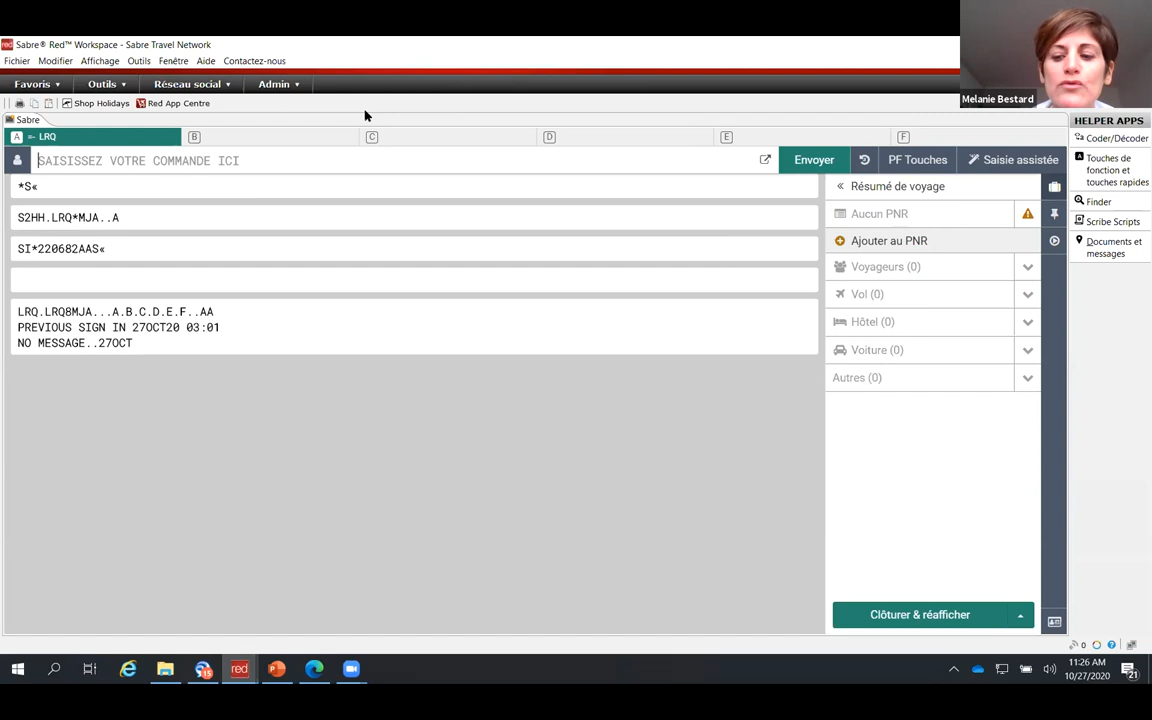 red Sabre® Red™ Workspace - Sabre Travel Network
Fichier Modifier Affichage Outils Fenêtre Aide Contactez-nous
Favoris Outils Réseau social Admin
Shop Holidays Red App Centre
Melanie Bestard
Sabre
HELPER APPS
A =- LRQ B C D E F
Coder/Décoder
SAISISSEZ VOTRE COMMANDE ICI Envoyer PF Touches Saisie assistée
A Touches de
fonction et
touches rapides
*S« « Résumé de voyage
Finder
S2HH.LRQ*MJA..A Aucun PNR
Scribe Scripts
Ajouter au PNR
Documents et
messages
SI*220682AAS«
Voyageurs (0)
Vol (0)
LRQ.LRQ8MJA...A.B.C.D.E.F..AA
Hôtel (0)
PREVIOUS SIGN IN 27OCT20 03:01
NO MESSAGE..27OCT
Voiture (0)
Autres (0)
Clôturer & réafficher
0
15 red
11:26 AM
10/27/2020
21